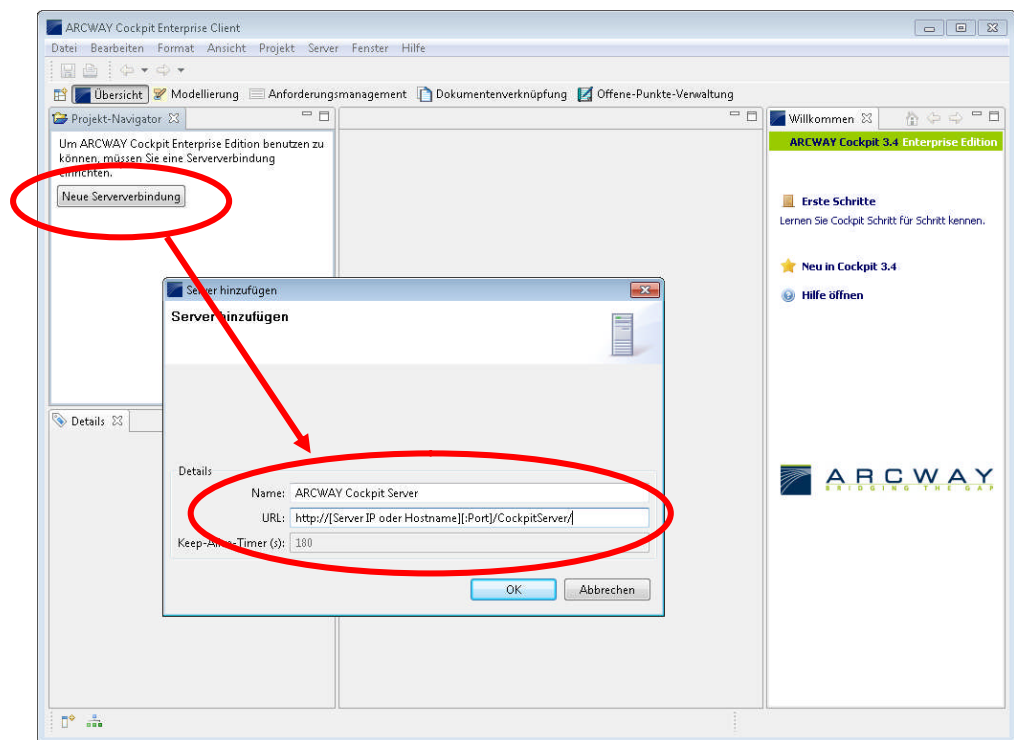 ARCWAY Cockpit Enterprise Client
Datei Bearbeiten Format Ansicht Projekt Server Fenster Hilfe
Übersicht Modellierung Anforderungsmanagement Dokumentenverknüpfung Offene-Punkte-Verwaltung
Projekt-Navigator
Um ARCWAY Cockpit Enterprise Edition benutzen zu
können, müssen Sie eine Serververbindung
einrichten.
Neue Serververbindung
Willkommen
ARCWAY Cockpit 3.4 Enterprise Edition
Erste Schritte
Lernen Sie Cockpit Schritt für Schritt kennen.
Neu in Cockpit 3.4
Hilfe öffnen
ARCWAY
BRIDGING THE GAP
Details
Server hinzufügen
Server hinzufügen
Details
Name: ARCWAY Cockpit Server
URL: http://[Server IP oder Hostname][:Port]/CockpitServer/
Keep-Alive-Timer (s): 180
OK Abbrechen